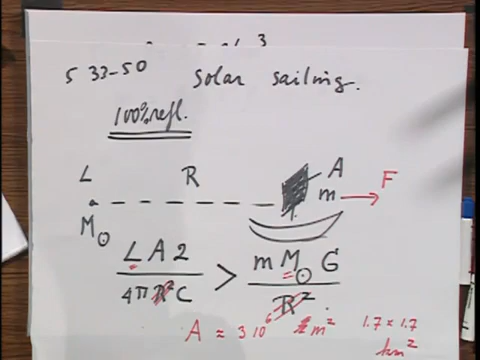 5 33-50 solar sailing.
100% refl.
L R A
m F
M⊙
L A 2 / 4π R² C > m M⊙ G / R²
A ≈ 3 10⁶ m² 1.7 × 1.7
km²